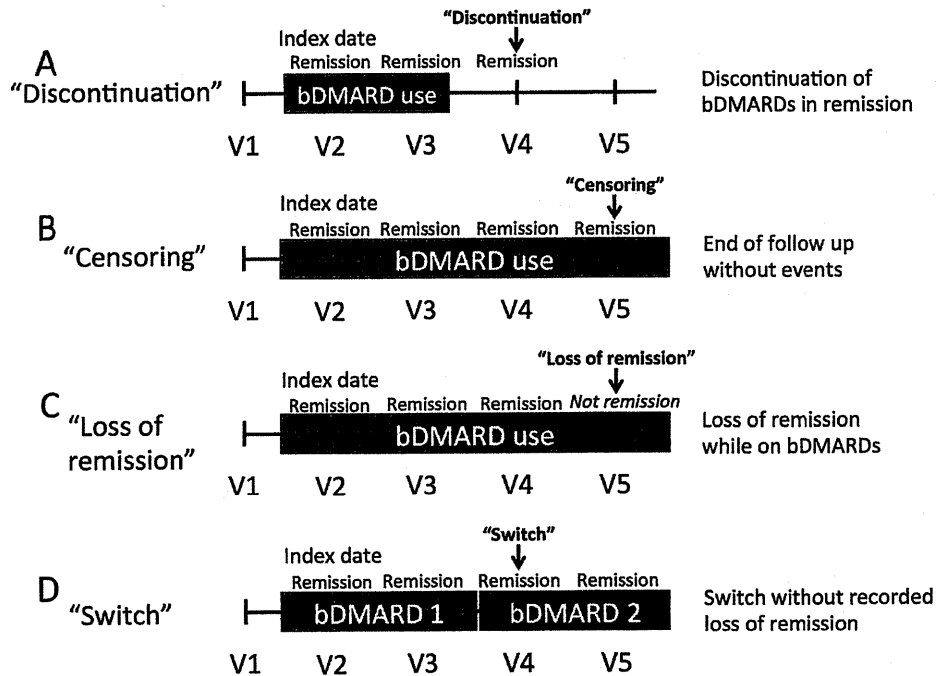 "Discontinuation"
Index date
A
Remission Remission Remission
"Discontinuation"
bDMARD use
Discontinuation of
bDMARDs in remission
V1 V2 V3 V4 V5
"Censoring"
Index date
B
Remission Remission Remission Remission
"Censoring"
bDMARD use
End of follow up
without events
V1 V2 V3 V4 V5
"Loss of remission"
Index date
C
Remission Remission Remission Not remission
"Loss of
remission"
bDMARD use
Loss of remission
while on bDMARDs
V1 V2 V3 V4 V5
"Switch"
Index date
D
Remission Remission Remission Remission
"Switch"
bDMARD 1 bDMARD 2
Switch without recorded
loss of remission
V1 V2 V3 V4 V5